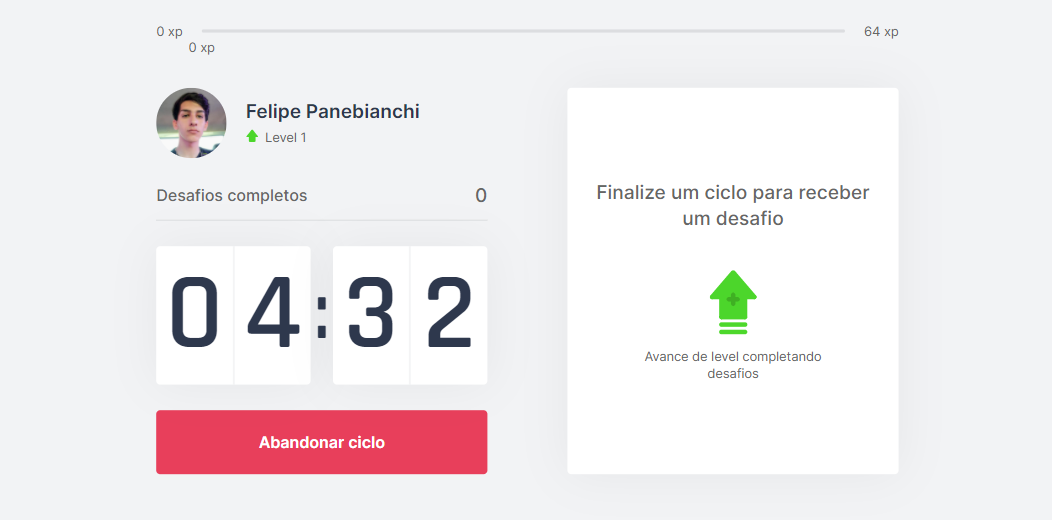 0 xp
64 xp
0 xp
Felipe Panebianchi
Level 1
Desafios completos
0
04:32
Abandonar ciclo
Finalize um ciclo para receber
um desafio
Avance de level completando
desafios